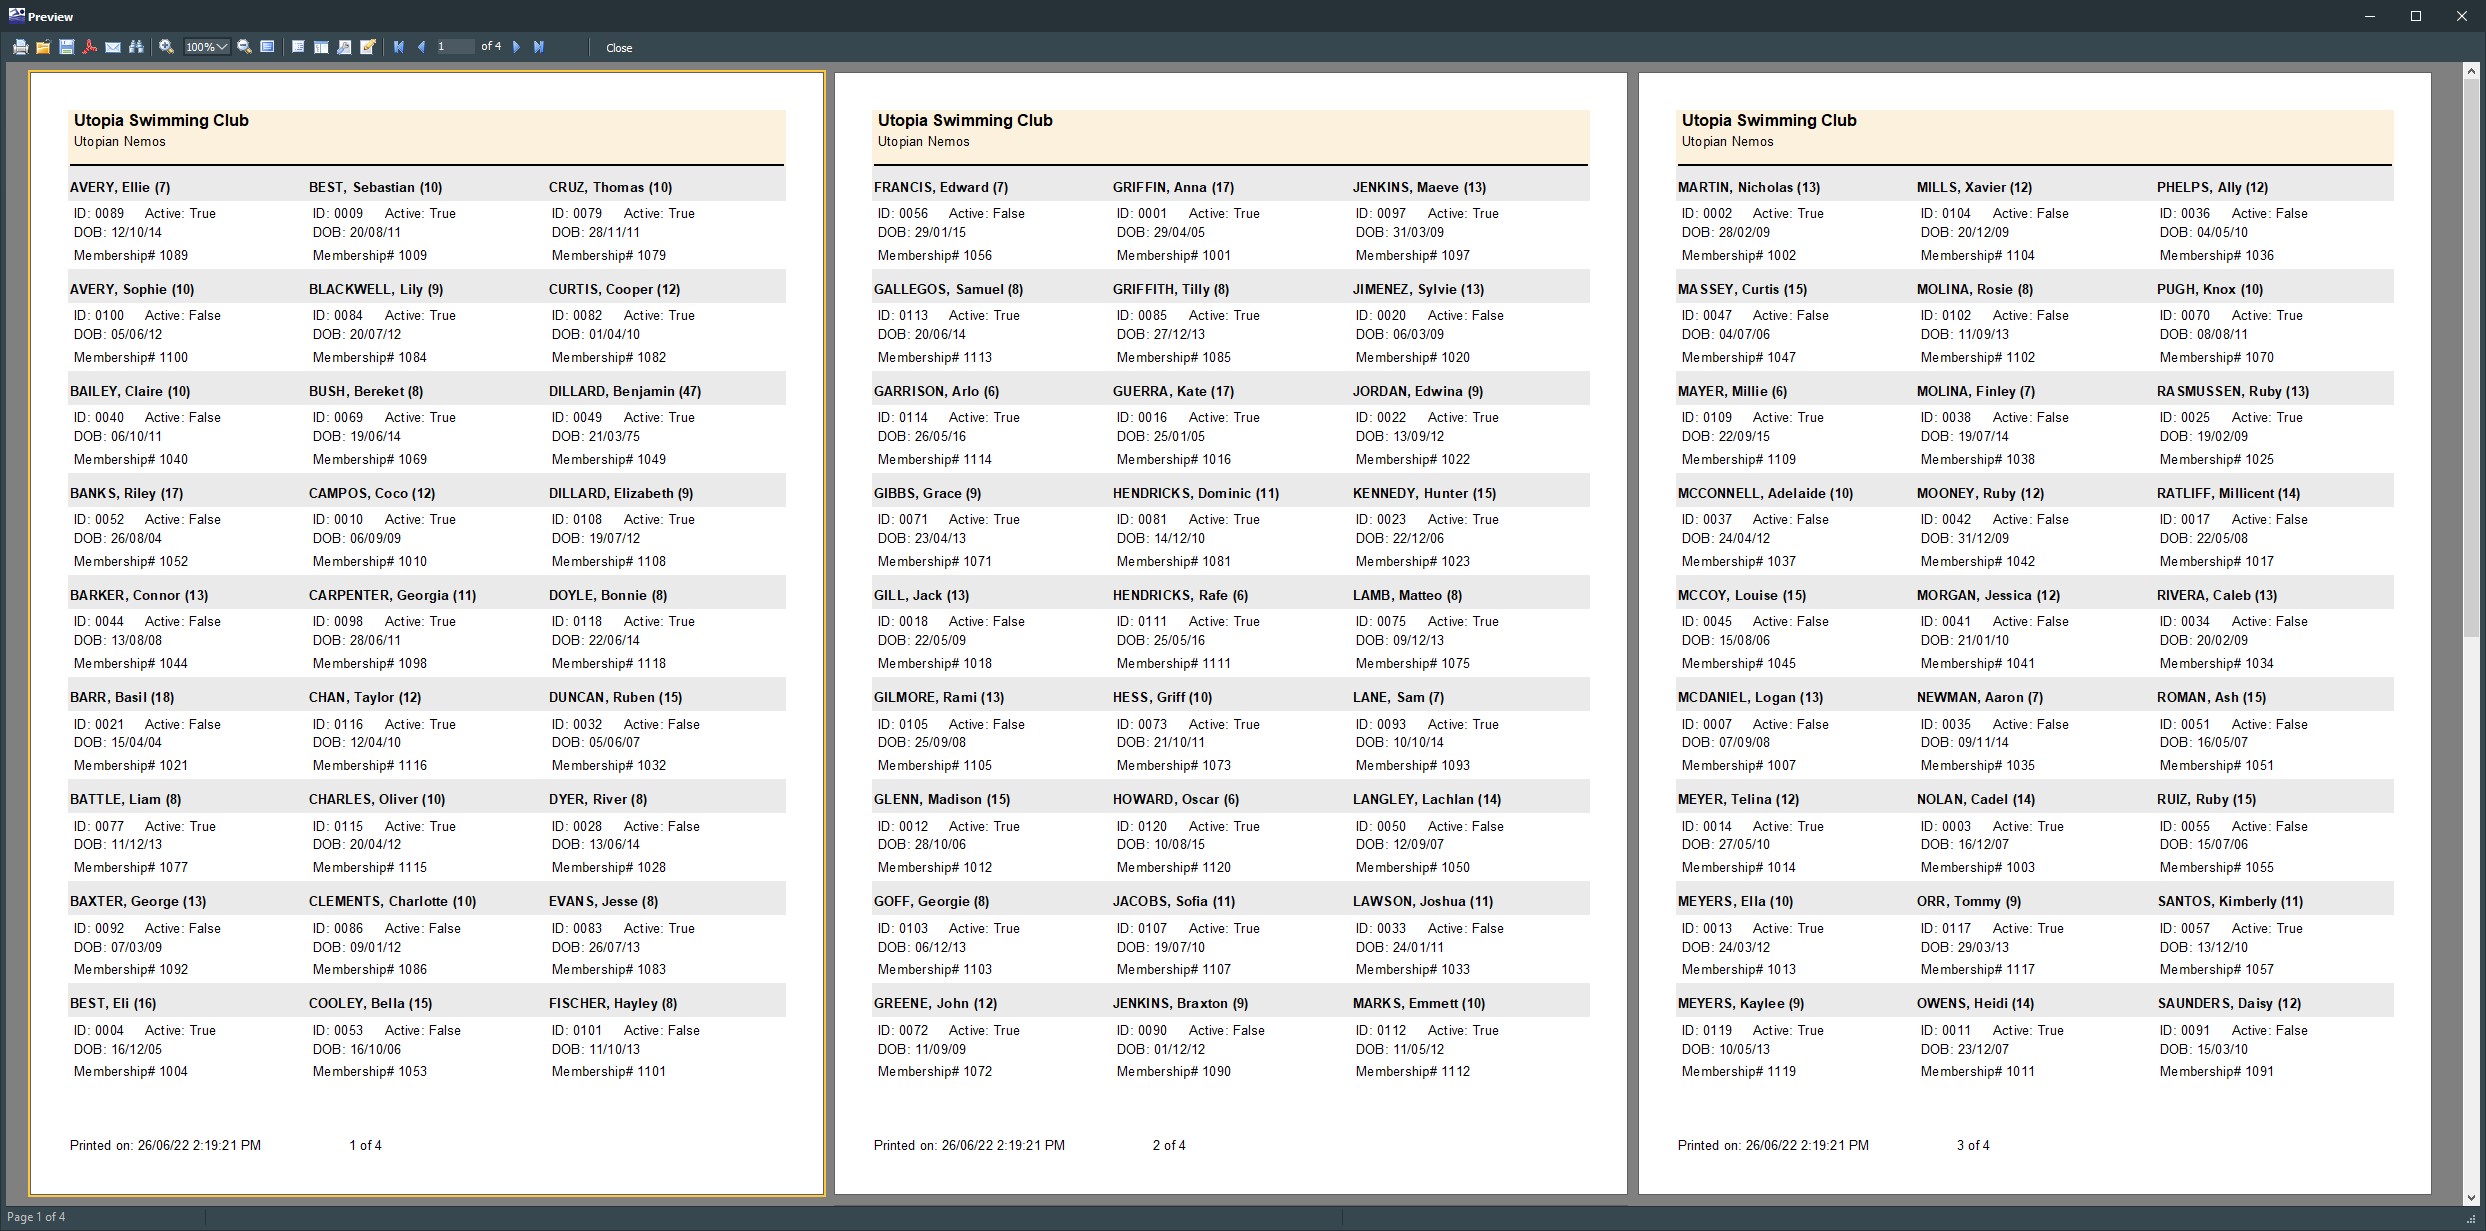 Preview
100% 1 of 4 Close
Utopia Swimming Club
Utopian Nemos
AVERY, Ellie (7) BEST, Sebastian (10) CRUZ, Thomas (10)
ID: 0089 Active: True ID: 0009 Active: True ID: 0079 Active: True
DOB: 12/10/14 DOB: 20/08/11 DOB: 28/11/11
Membership# 1089 Membership# 1009 Membership# 1079
AVERY, Sophie (10) BLACKWELL, Lily (9) CURTIS, Cooper (12)
ID: 0100 Active: False ID: 0084 Active: True ID: 0082 Active: True
DOB: 05/06/12 DOB: 20/07/12 DOB: 01/04/10
Membership# 1100 Membership# 1084 Membership# 1082
BAILEY, Claire (10) BUSH, Bereket (8) DILLARD, Benjamin (47)
ID: 0040 Active: False ID: 0069 Active: True ID: 0049 Active: True
DOB: 06/10/11 DOB: 19/06/14 DOB: 21/03/75
Membership# 1040 Membership# 1069 Membership# 1049
BANKS, Riley (17) CAMPOS, Coco (12) DILLARD, Elizabeth (9)
ID: 0052 Active: False ID: 0010 Active: True ID: 0108 Active: True
DOB: 26/08/04 DOB: 06/09/09 DOB: 19/07/12
Membership# 1052 Membership# 1010 Membership# 1108
BARKER, Connor (13) CARPENTER, Georgia (11) DOYLE, Bonnie (8)
ID: 0044 Active: False ID: 0098 Active: True ID: 0118 Active: True
DOB: 13/08/08 DOB: 28/06/11 DOB: 22/06/14
Membership# 1044 Membership# 1098 Membership# 1118
BARR, Basil (18) CHAN, Taylor (12) DUNCAN, Ruben (15)
ID: 0021 Active: False ID: 0116 Active: True ID: 0032 Active: False
DOB: 15/04/04 DOB: 12/04/10 DOB: 05/06/07
Membership# 1021 Membership# 1116 Membership# 1032
BATTLE, Liam (8) CHARLES, Oliver (10) DYER, River (8)
ID: 0077 Active: True ID: 0115 Active: True ID: 0028 Active: False
DOB: 11/12/13 DOB: 20/04/12 DOB: 13/06/14
Membership# 1077 Membership# 1115 Membership# 1028
BAXTER, George (13) CLEMENTS, Charlotte (10) EVANS, Jesse (8)
ID: 0092 Active: False ID: 0086 Active: False ID: 0083 Active: True
DOB: 07/03/09 DOB: 09/01/12 DOB: 26/07/13
Membership# 1092 Membership# 1086 Membership# 1083
BEST, Eli (16) COOLEY, Bella (15) FISCHER, Hayley (8)
ID: 0004 Active: True ID: 0053 Active: False ID: 0101 Active: False
DOB: 16/12/05 DOB: 16/10/06 DOB: 11/10/13
Membership# 1004 Membership# 1053 Membership# 1101
Printed on: 26/06/22 2:19:21 PM 1 of 4
Utopia Swimming Club
Utopian Nemos
FRANCIS, Edward (7) GRIFFIN, Anna (17) JENKINS, Maeve (13)
ID: 0056 Active: False ID: 0001 Active: True ID: 0097 Active: True
DOB: 29/01/15 DOB: 29/04/05 DOB: 31/03/09
Membership# 1056 Membership# 1001 Membership# 1097
GALLEGOS, Samuel (8) GRIFFITH, Tilly (8) JIMENEZ, Sylvie (13)
ID: 0113 Active: True ID: 0085 Active: True ID: 0020 Active: False
DOB: 20/06/14 DOB: 27/12/13 DOB: 06/03/09
Membership# 1113 Membership# 1085 Membership# 1020
GARRISON, Arlo (6) GUERRA, Kate (17) JORDAN, Edwina (9)
ID: 0114 Active: True ID: 0016 Active: True ID: 0022 Active: True
DOB: 26/05/16 DOB: 25/01/05 DOB: 13/09/12
Membership# 1114 Membership# 1016 Membership# 1022
GIBBS, Grace (9) HENDRICKS, Dominic (11) KENNEDY, Hunter (15)
ID: 0071 Active: True ID: 0081 Active: True ID: 0023 Active: True
DOB: 23/04/13 DOB: 14/12/10 DOB: 22/12/06
Membership# 1071 Membership# 1081 Membership# 1023
GILL, Jack (13) HENDRICKS, Rafe (6) LAMB, Matteo (8)
ID: 0018 Active: False ID: 0111 Active: True ID: 0075 Active: True
DOB: 22/05/09 DOB: 25/05/16 DOB: 09/12/13
Membership# 1018 Membership# 1111 Membership# 1075
GILMORE, Rami (13) HESS, Griff (10) LANE, Sam (7)
ID: 0105 Active: False ID: 0073 Active: True ID: 0093 Active: True
DOB: 25/09/08 DOB: 21/10/11 DOB: 10/10/14
Membership# 1105 Membership# 1073 Membership# 1093
GLENN, Madison (15) HOWARD, Oscar (6) LANGLEY, Lachlan (14)
ID: 0012 Active: True ID: 0120 Active: True ID: 0050 Active: False
DOB: 28/10/06 DOB: 10/08/15 DOB: 12/09/07
Membership# 1012 Membership# 1120 Membership# 1050
GOFF, Georgie (8) JACOBS, Sofia (11) LAWSON, Joshua (11)
ID: 0103 Active: True ID: 0107 Active: True ID: 0033 Active: False
DOB: 06/12/13 DOB: 19/07/10 DOB: 24/01/11
Membership# 1103 Membership# 1107 Membership# 1033
GREENE, John (12) JENKINS, Braxton (9) MARKS, Emmett (10)
ID: 0072 Active: True ID: 0090 Active: False ID: 0112 Active: True
DOB: 11/09/09 DOB: 01/12/12 DOB: 11/05/12
Membership# 1072 Membership# 1090 Membership# 1112
Printed on: 26/06/22 2:19:21 PM 2 of 4
Utopia Swimming Club
Utopian Nemos
MARTIN, Nicholas (13) MILLS, Xavier (12) PHELPS, Ally (12)
ID: 0002 Active: True ID: 0104 Active: False ID: 0036 Active: False
DOB: 28/02/09 DOB: 20/12/09 DOB: 04/05/10
Membership# 1002 Membership# 1104 Membership# 1036
MASSEY, Curtis (15) MOLINA, Rosie (8) PUGH, Knox (10)
ID: 0047 Active: False ID: 0102 Active: False ID: 0070 Active: True
DOB: 04/07/06 DOB: 11/09/13 DOB: 08/08/11
Membership# 1047 Membership# 1102 Membership# 1070
MAYER, Millie (6) MOLINA, Finley (7) RASMUSSEN, Ruby (13)
ID: 0109 Active: True ID: 0038 Active: False ID: 0025 Active: True
DOB: 22/09/15 DOB: 19/07/14 DOB: 19/02/09
Membership# 1109 Membership# 1038 Membership# 1025
MCCONNELL, Adelaide (10) MOONEY, Ruby (12) RATLIFF, Millicent (14)
ID: 0037 Active: False ID: 0042 Active: False ID: 0017 Active: False
DOB: 24/04/12 DOB: 31/12/09 DOB: 22/05/08
Membership# 1037 Membership# 1042 Membership# 1017
MCCOY, Louise (15) MORGAN, Jessica (12) RIVERA, Caleb (13)
ID: 0045 Active: False ID: 0041 Active: False ID: 0034 Active: False
DOB: 15/08/06 DOB: 21/01/10 DOB: 20/02/09
Membership# 1045 Membership# 1041 Membership# 1034
MCDANIEL, Logan (13) NEWMAN, Aaron (7) ROMAN, Ash (15)
ID: 0007 Active: False ID: 0035 Active: False ID: 0051 Active: False
DOB: 07/09/08 DOB: 09/11/14 DOB: 16/05/07
Membership# 1007 Membership# 1035 Membership# 1051
MEYER, Telina (12) NOLAN, Cadel (14) RUIZ, Ruby (15)
ID: 0014 Active: True ID: 0003 Active: True ID: 0055 Active: False
DOB: 27/05/10 DOB: 16/12/07 DOB: 15/07/06
Membership# 1014 Membership# 1003 Membership# 1055
MEYERS, Ella (10) ORR, Tommy (9) SANTOS, Kimberly (11)
ID: 0013 Active: True ID: 0117 Active: True ID: 0057 Active: True
DOB: 24/03/12 DOB: 29/03/13 DOB: 13/12/10
Membership# 1013 Membership# 1117 Membership# 1057
MEYERS, Kaylee (9) OWENS, Heidi (14) SAUNDERS, Daisy (12)
ID: 0119 Active: True ID: 0011 Active: True ID: 0091 Active: False
DOB: 10/05/13 DOB: 23/12/07 DOB: 15/03/10
Membership# 1119 Membership# 1011 Membership# 1091
Printed on: 26/06/22 2:19:21 PM 3 of 4
Page 1 of 4